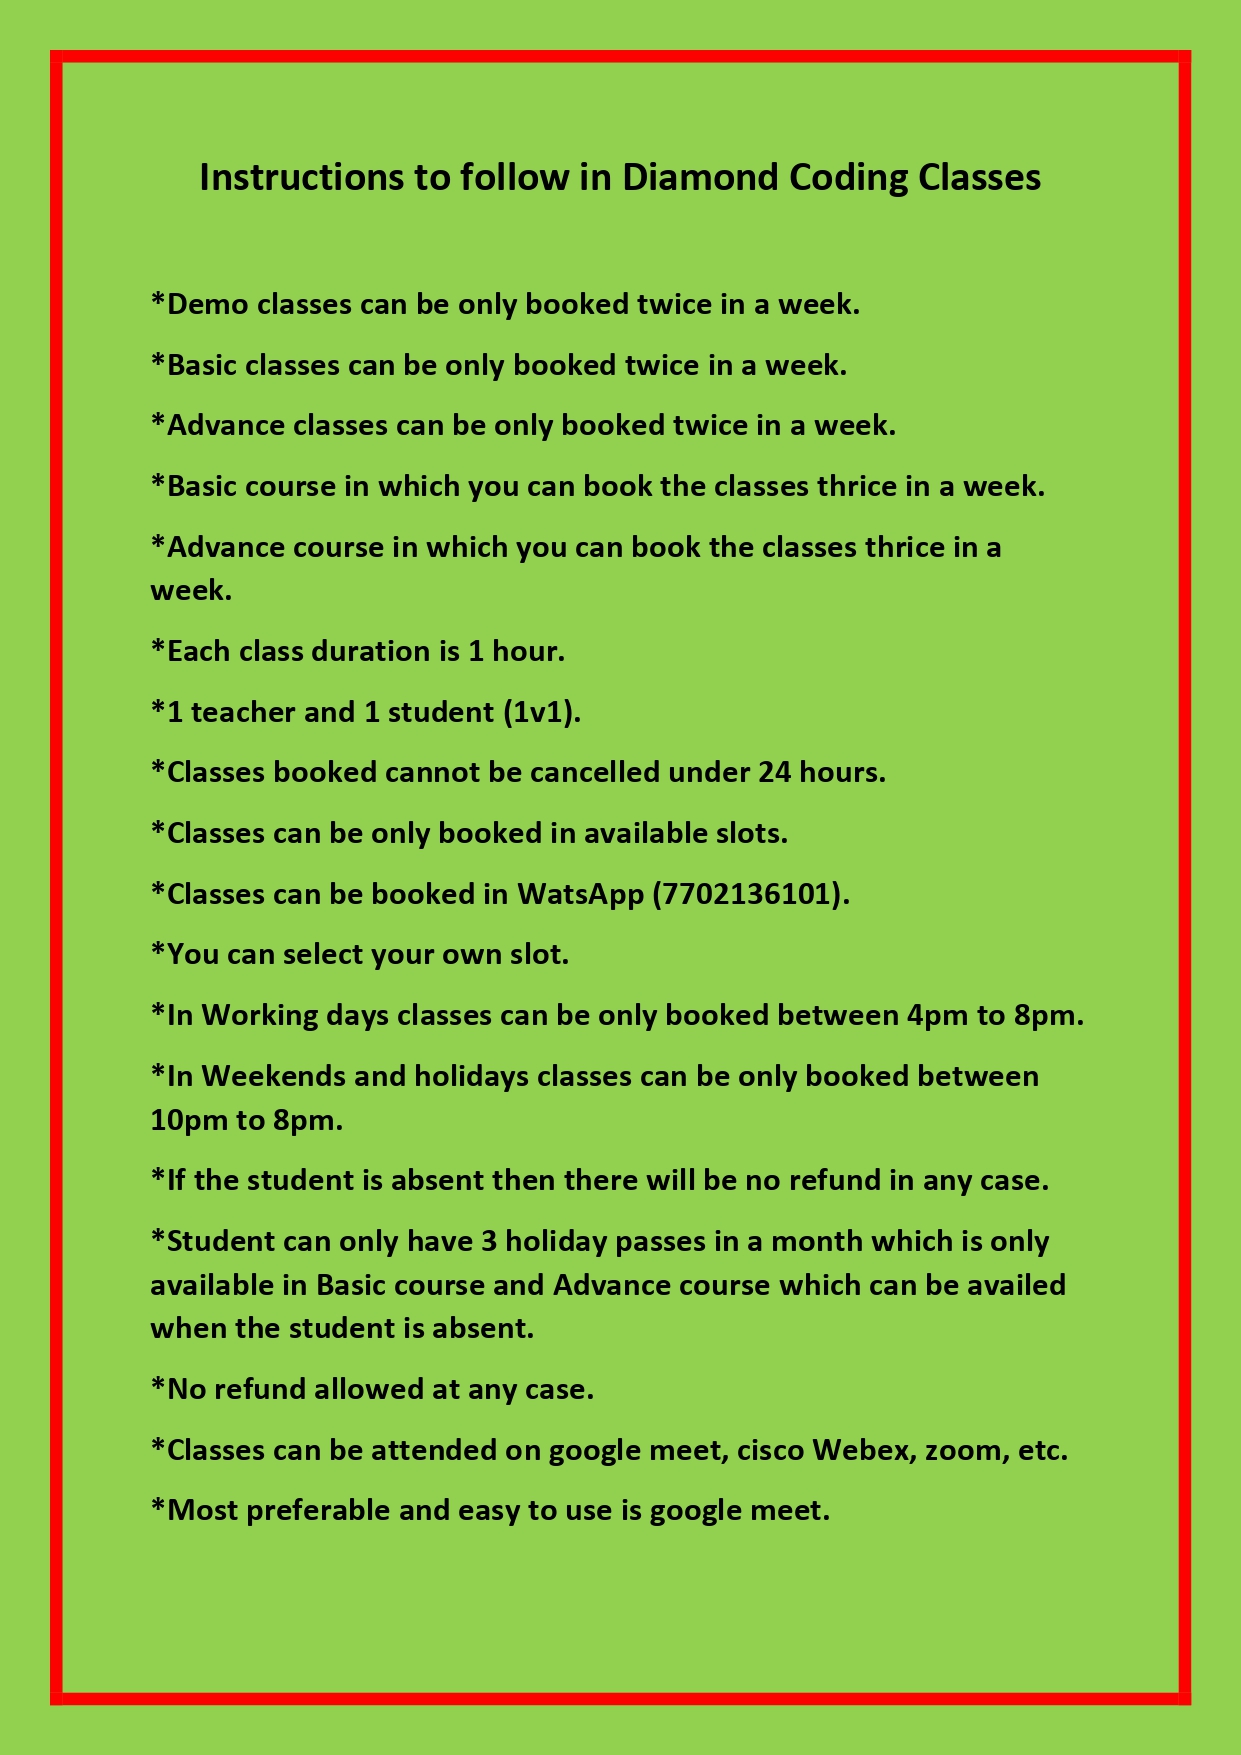 Instructions to follow in Diamond Coding Classes
*Demo classes can be only booked twice in a week.
*Basic classes can be only booked twice in a week.
*Advance classes can be only booked twice in a week.
*Basic course in which you can book the classes thrice in a week.
*Advance course in which you can book the classes thrice in a
week.
*Each class duration is 1 hour.
*1 teacher and 1 student (1v1).
*Classes booked cannot be cancelled under 24 hours.
*Classes can be only booked in available slots.
*Classes can be booked in WatsApp (7702136101).
*You can select your own slot.
*In Working days classes can be only booked between 4pm to 8pm.
*In Weekends and holidays classes can be only booked between
10pm to 8pm.
*If the student is absent then there will be no refund in any case.
*Student can only have 3 holiday passes in a month which is only
available in Basic course and Advance course which can be availed
when the student is absent.
*No refund allowed at any case.
*Classes can be attended on google meet, cisco Webex, zoom, etc.
*Most preferable and easy to use is google meet.